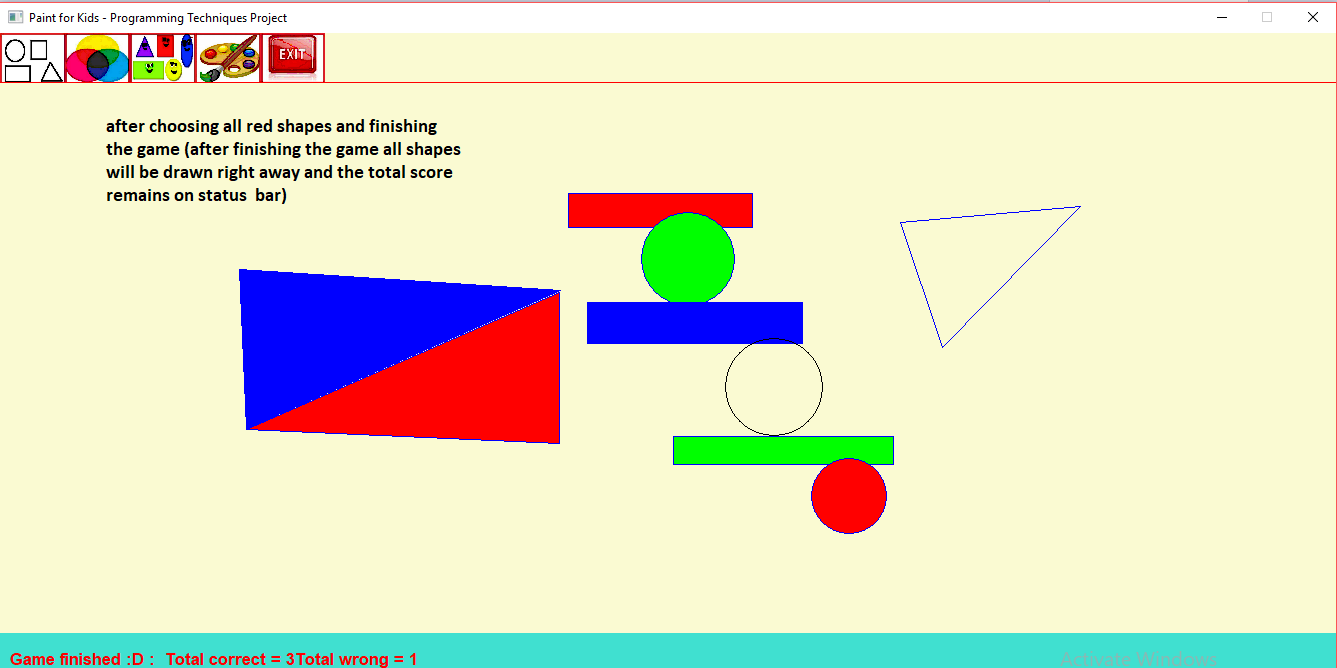 Paint for Kids - Programming Techniques Project
EXIT
after choosing all red shapes and finishing
the game (after finishing the game all shapes
will be drawn right away and the total score
remains on status  bar)
Game finished :D :  Total correct = 3Total wrong = 1
Activate Windows